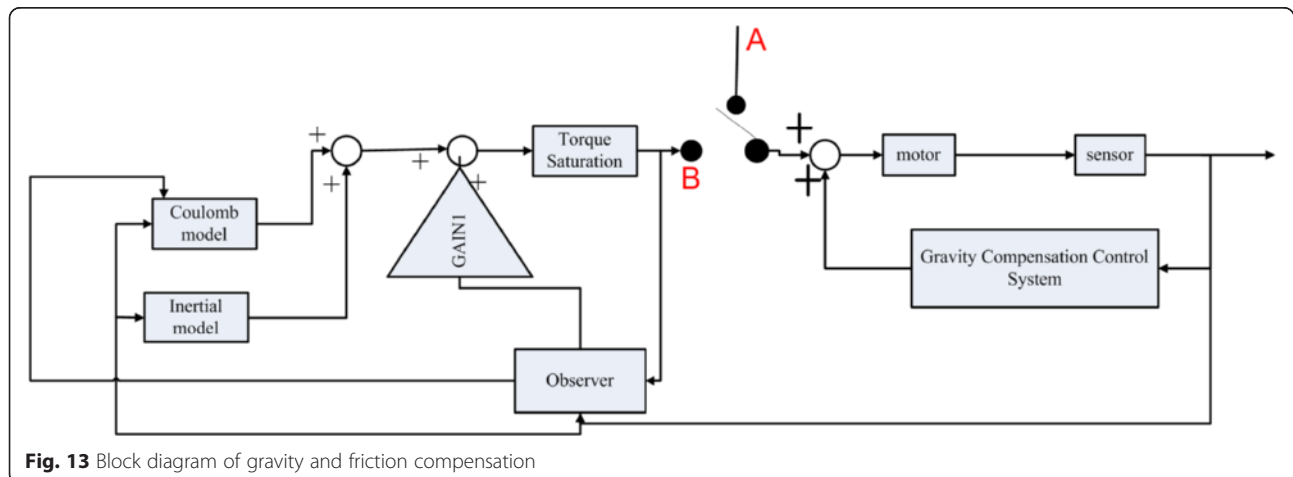 A
+
+
+
+
Torque
Saturation
B
+
+
motor
sensor
Coulomb
model
GAIN1
Gravity Compensation Control
System
Inertial
model
Observer
Fig. 13 Block diagram of gravity and friction compensation